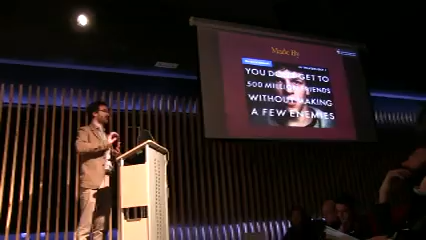 Made By
YOU DON'T GET TO
500 MILLION FRIENDS
WITHOUT MAKING
A FEW ENEMIES